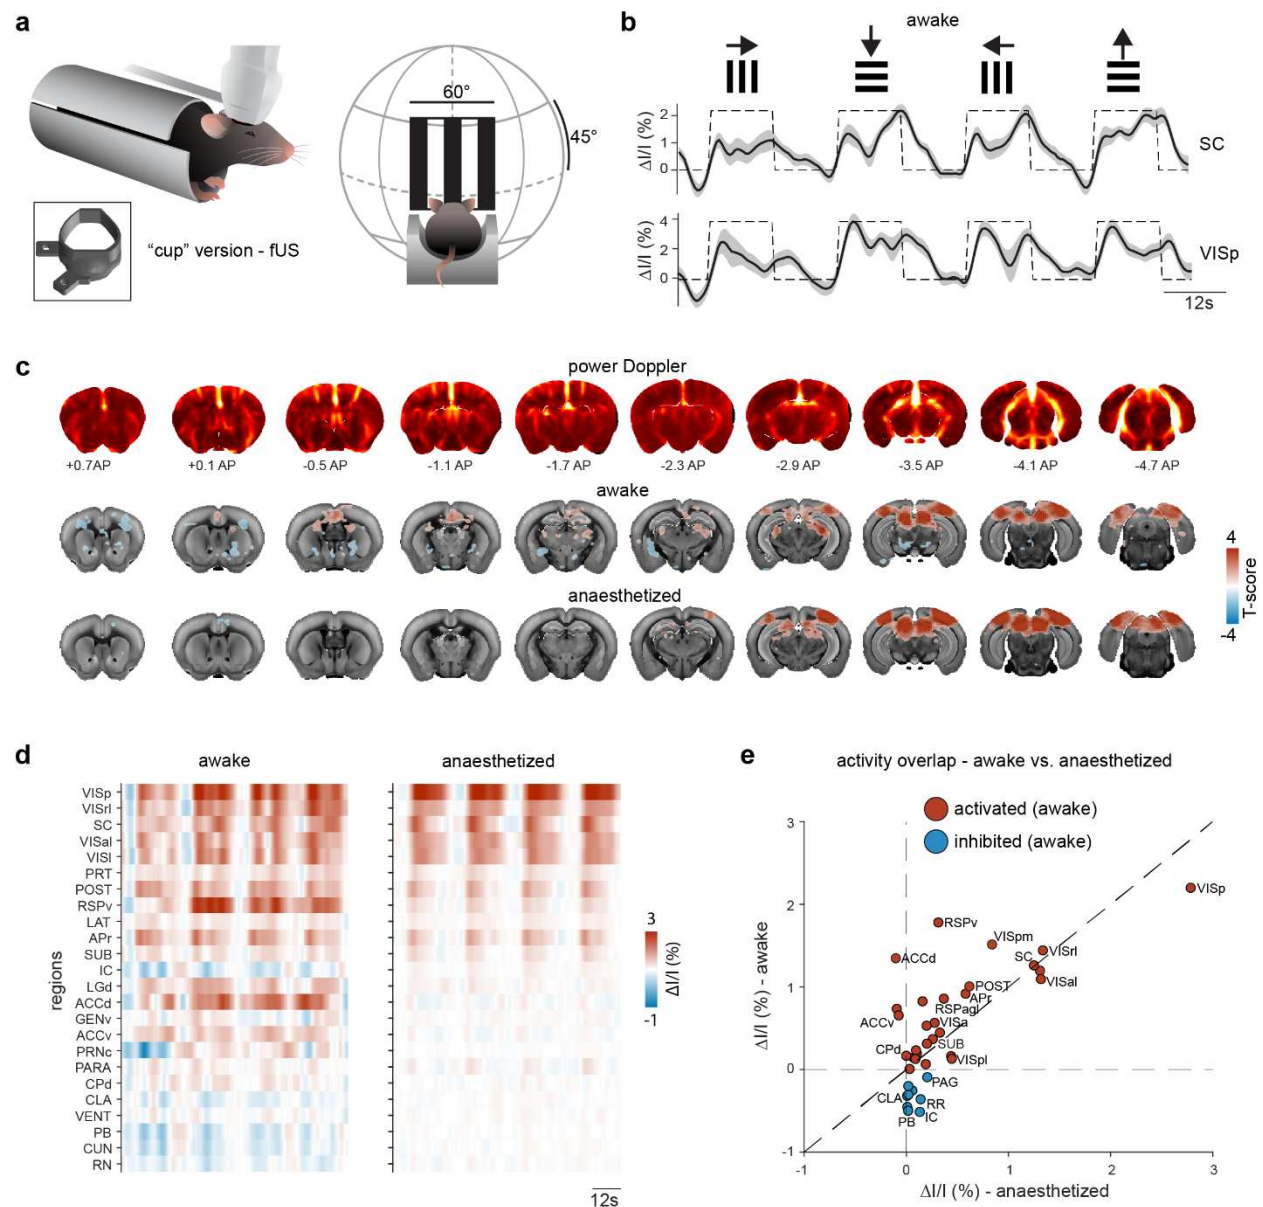 a
60°
45°
“cup” version - fUS
b
awake
2
1
0
ΔI/I (%)
SC
4
2
0
ΔI/I (%)
VISp
12s
c
power Doppler
+0.7AP
+0.1 AP
-0.5 AP
-1.1 AP
-1.7 AP
-2.3 AP
-2.9 AP
-3.5 AP
-4.1 AP
-4.7 AP
awake
anaesthetized
4
-4
T-score
d
awake
anaesthetized
regions
VISp
VISrl
SC
VISal
VISl
PRT
POST
RSPv
LAT
APr
SUB
IC
LGd
ACCd
GENv
ACCv
PRNc
PARA
CPd
CLA
VENT
PB
CUN
RN
3
-1
ΔI/I (%)
12s
e
activity overlap - awake vs. anaesthetized
activated (awake)
inhibited (awake)
3
2
1
0
-1
ΔI/I (%) - awake
VISp
RSPv
VISpm
ACCd
SC
VISrl
VISal
POST
APr
RSPagl
ACCv
VISa
CPd
SUB
VISpl
PAG
CLA
RR
PB
IC
-1
0
1
2
3
ΔI/I (%) - anaesthetized